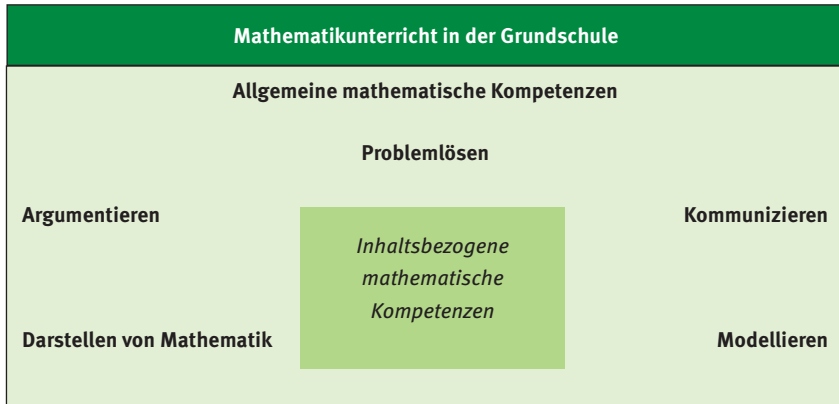 Mathematikunterricht in der Grundschule
Allgemeine mathematische Kompetenzen
Problemlösen
Argumentieren
Kommunizieren
Inhaltsbezogene
mathematische
Kompetenzen
Darstellen von Mathematik
Modellieren